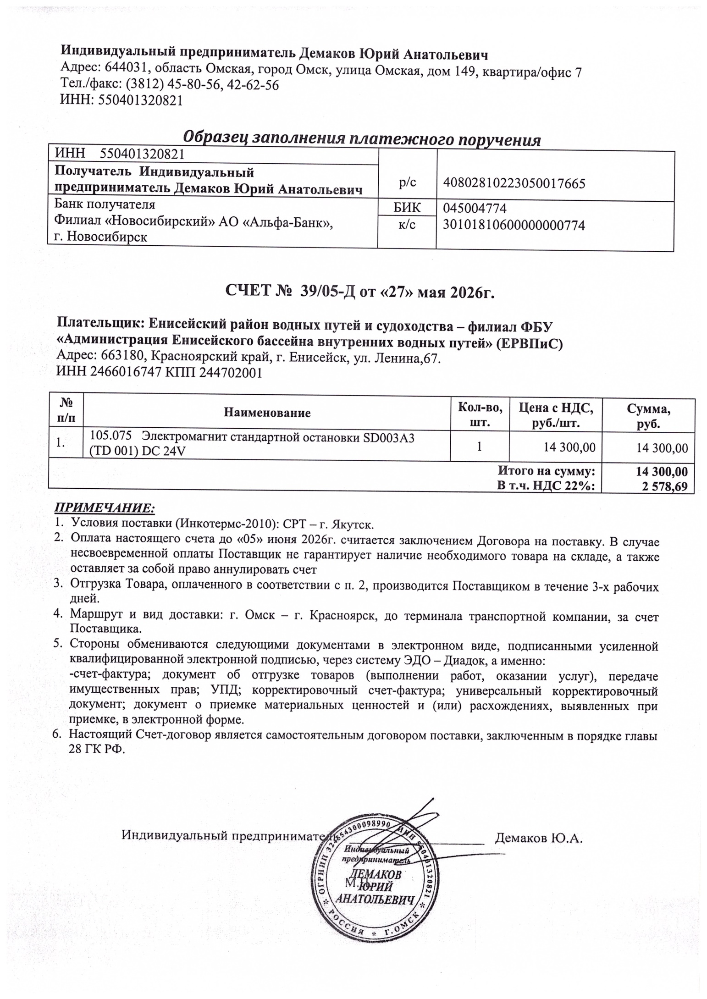 Индивидуальный предприниматель Демаков Юрий Анатольевич
Адрес: 644031, область Омская, город Омск, улица Омская, дом 149, квартира/офис 7
Тел./факс: (3812) 45-80-56, 42-62-56
ИНН: 550401320821
Образец заполнения платежного поручения
ИНН 550401320821
Получатель Индивидуальный
предприниматель Демаков Юрий Анатольевич
р/с 40802810223050017665
Банк получателя
Филиал «Новосибирский» АО «Альфа-Банк»,
г. Новосибирск
БИК 045004774
к/с 30101810600000000774
СЧЕТ № 39/05-Д от «27» мая 2026г.
Плательщик: Енисейский район водных путей и судоходства – филиал ФБУ
«Администрация Енисейского бассейна внутренних водных путей» (ЕРВПиС)
Адрес: 663180, Красноярский край, г. Енисейск, ул. Ленина,67.
ИНН 2466016747 КПП 244702001
№ п/п Наименование Кол-во, шт. Цена с НДС, руб./шт. Сумма, руб.
1. 105.075 Электромагнит стандартной остановки SD003A3
(TD 001) DC 24V 1 14 300,00 14 300,00
Итого на сумму: 14 300,00
В т.ч. НДС 22%: 2 578,69
ПРИМЕЧАНИЕ:
1. Условия поставки (Инкотермс-2010): СРТ – г. Якутск.
2. Оплата настоящего счета до «05» июня 2026г. считается заключением Договора на поставку. В случае
несвоевременной оплаты Поставщик не гарантирует наличие необходимого товара на складе, а также
оставляет за собой право аннулировать счет
3. Отгрузка Товара, оплаченного в соответствии с п. 2, производится Поставщиком в течение 3-х рабочих
дней.
4. Маршрут и вид доставки: г. Омск – г. Красноярск, до терминала транспортной компании, за счет
Поставщика.
5. Стороны обмениваются следующими документами в электронном виде, подписанными усиленной
квалифицированной электронной подписью, через систему ЭДО – Диадок, а именно:
-счет-фактура; документ об отгрузке товаров (выполнении работ, оказании услуг), передаче
имущественных прав; УПД; корректировочный счет-фактура; универсальный корректировочный
документ; документ о приемке материальных ценностей и (или) расхождениях, выявленных при
приемке, в электронной форме.
6. Настоящий Счет-договор является самостоятельным договором поставки, заключенным в порядке главы
28 ГК РФ.
Индивидуальный предприниматель Демаков Ю.А.
М.П.
ИНН 550401320821
Индивидуальный
предприниматель
ДЕМАКОВ
ЮРИЙ
АНАТОЛЬЕВИЧ
РОССИЯ * Г.ОМСК